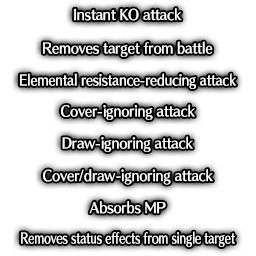 Instant KO attack
Removes target from battle
Elemental resistance-reducing attack
Cover-ignoring attack
Draw-ignoring attack
Cover/draw-ignoring attack
Absorbs MP
Removes status effects from single target